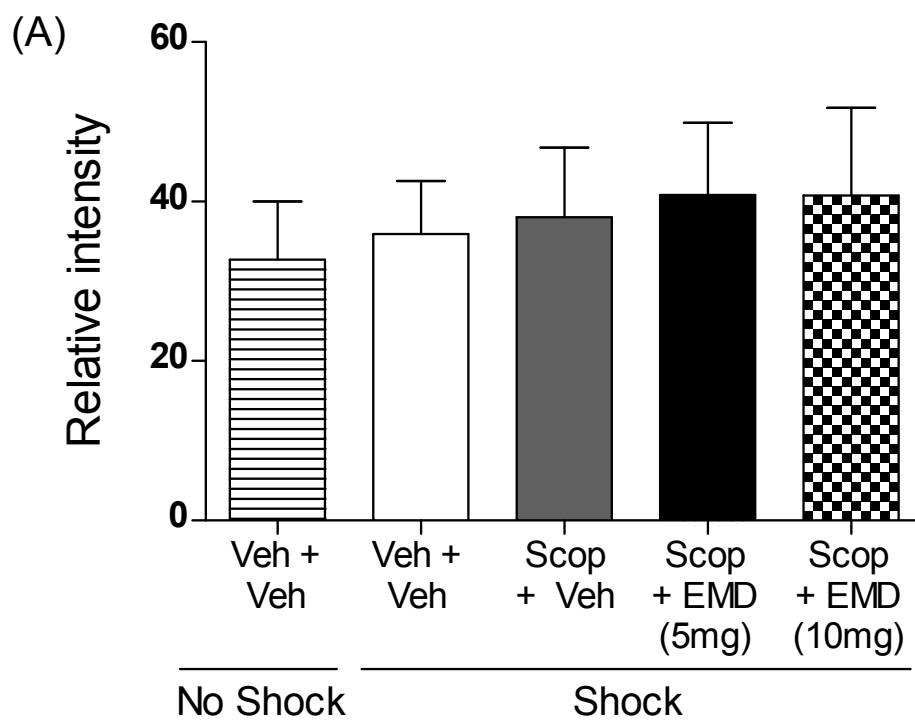 (A)
Relative intensity
60
40
20
0
Veh +
Veh
Veh +
Veh
Scop
+ Veh
Scop
+ EMD
(5mg)
Scop
+ EMD
(10mg)
No Shock
Shock